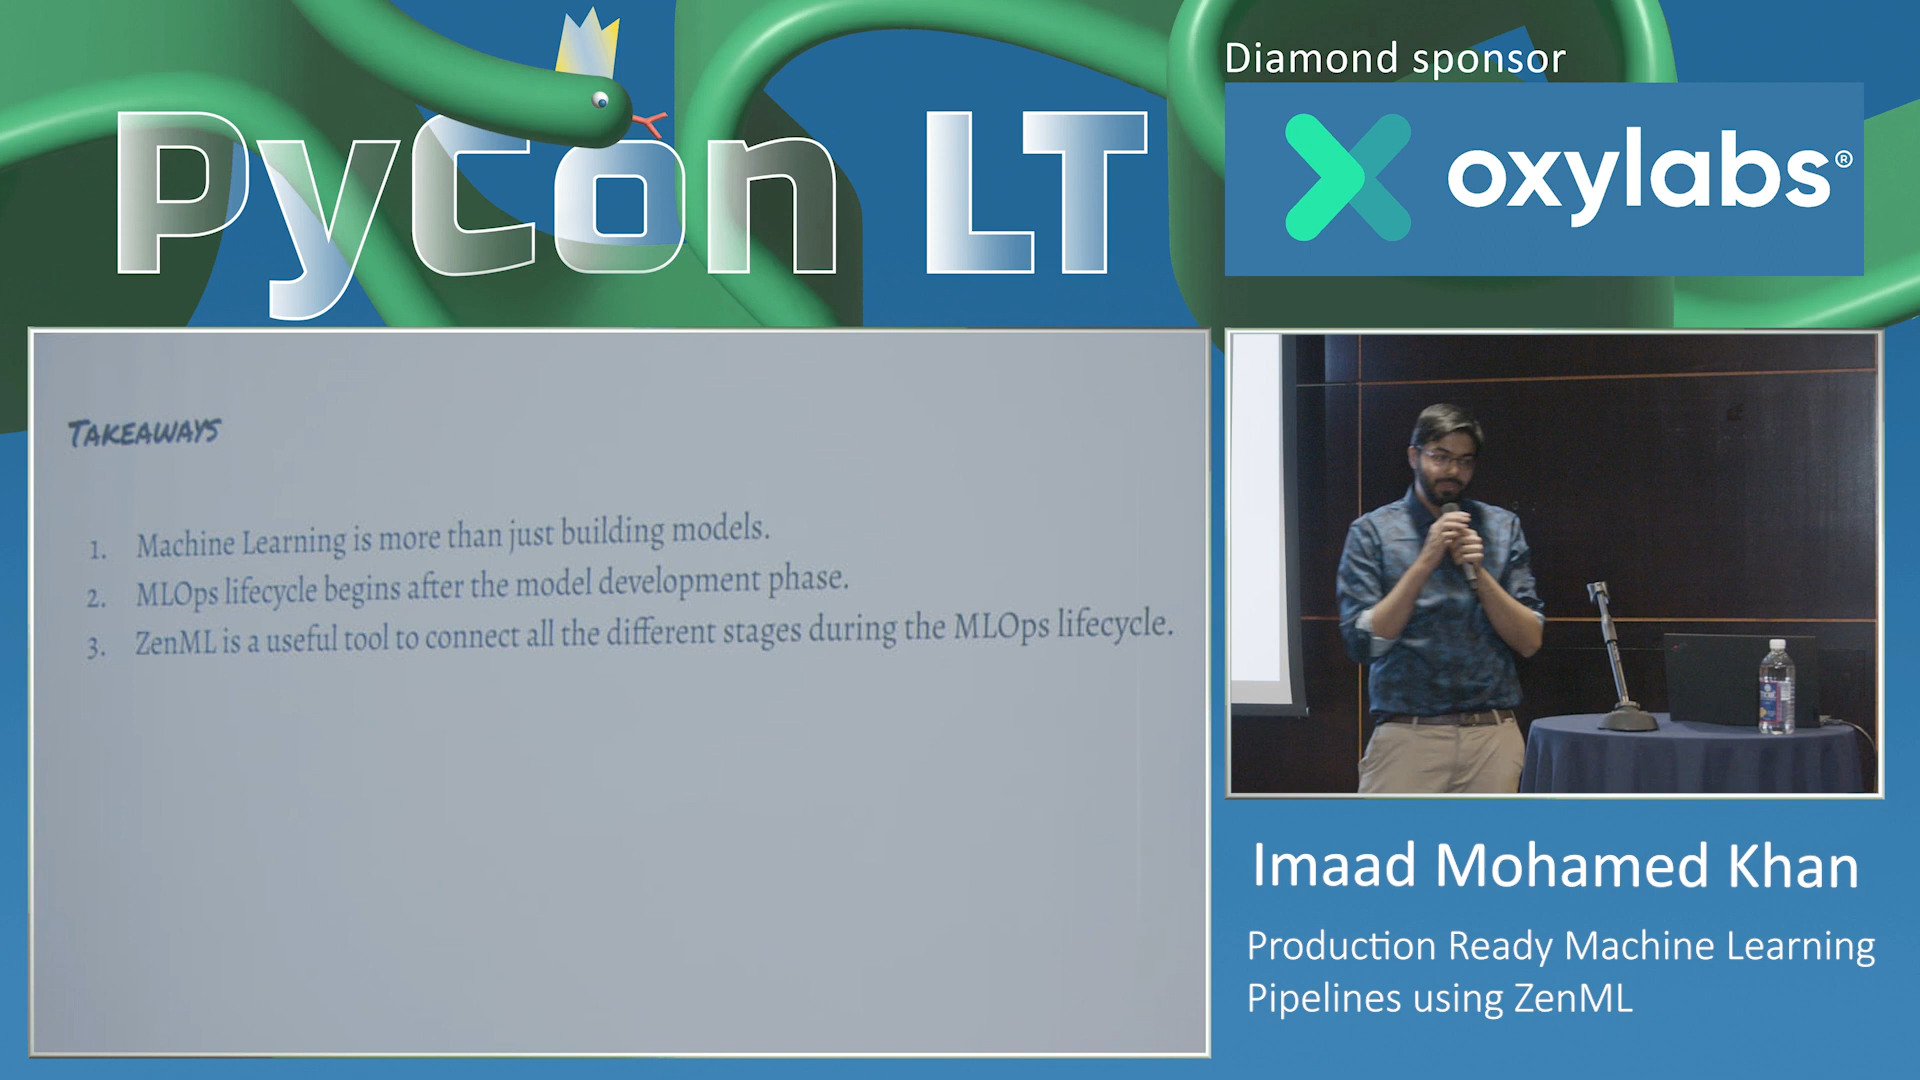 PyCon LT
Diamond sponsor
oxylabs®
TAKEAWAYS
1. Machine Learning is more than just building models.
2. MLOps lifecycle begins after the model development phase.
3. ZenML is a useful tool to connect all the different stages during the MLOps lifecycle.
Imaad Mohamed Khan
Production Ready Machine Learning
Pipelines using ZenML